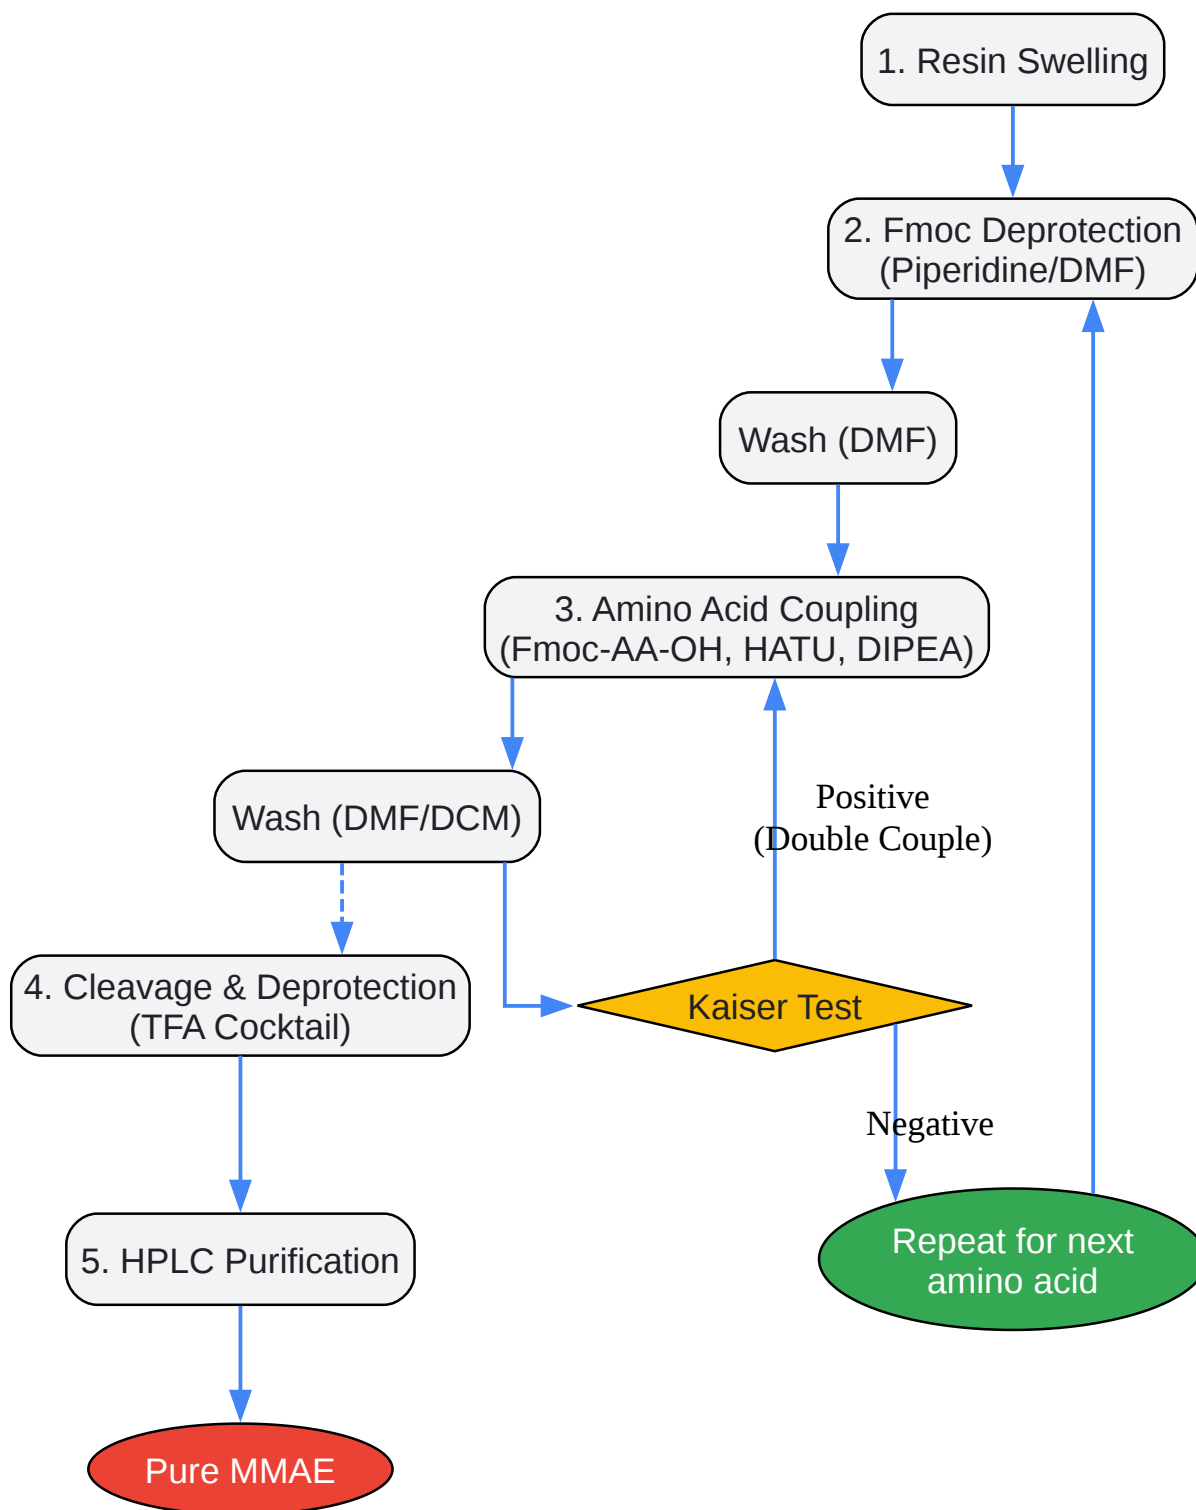 1. Resin Swelling
2. Fmoc Deprotection
(Piperidine/DMF)
Wash (DMF)
3. Amino Acid Coupling
(Fmoc-AA-OH, HATU, DIPEA)
Positive
(Double Couple)
Wash (DMF/DCM)
4. Cleavage & Deprotection
(TFA Cocktail)
Kaiser Test
Negative
Repeat for next
amino acid
5. HPLC Purification
Pure MMAE